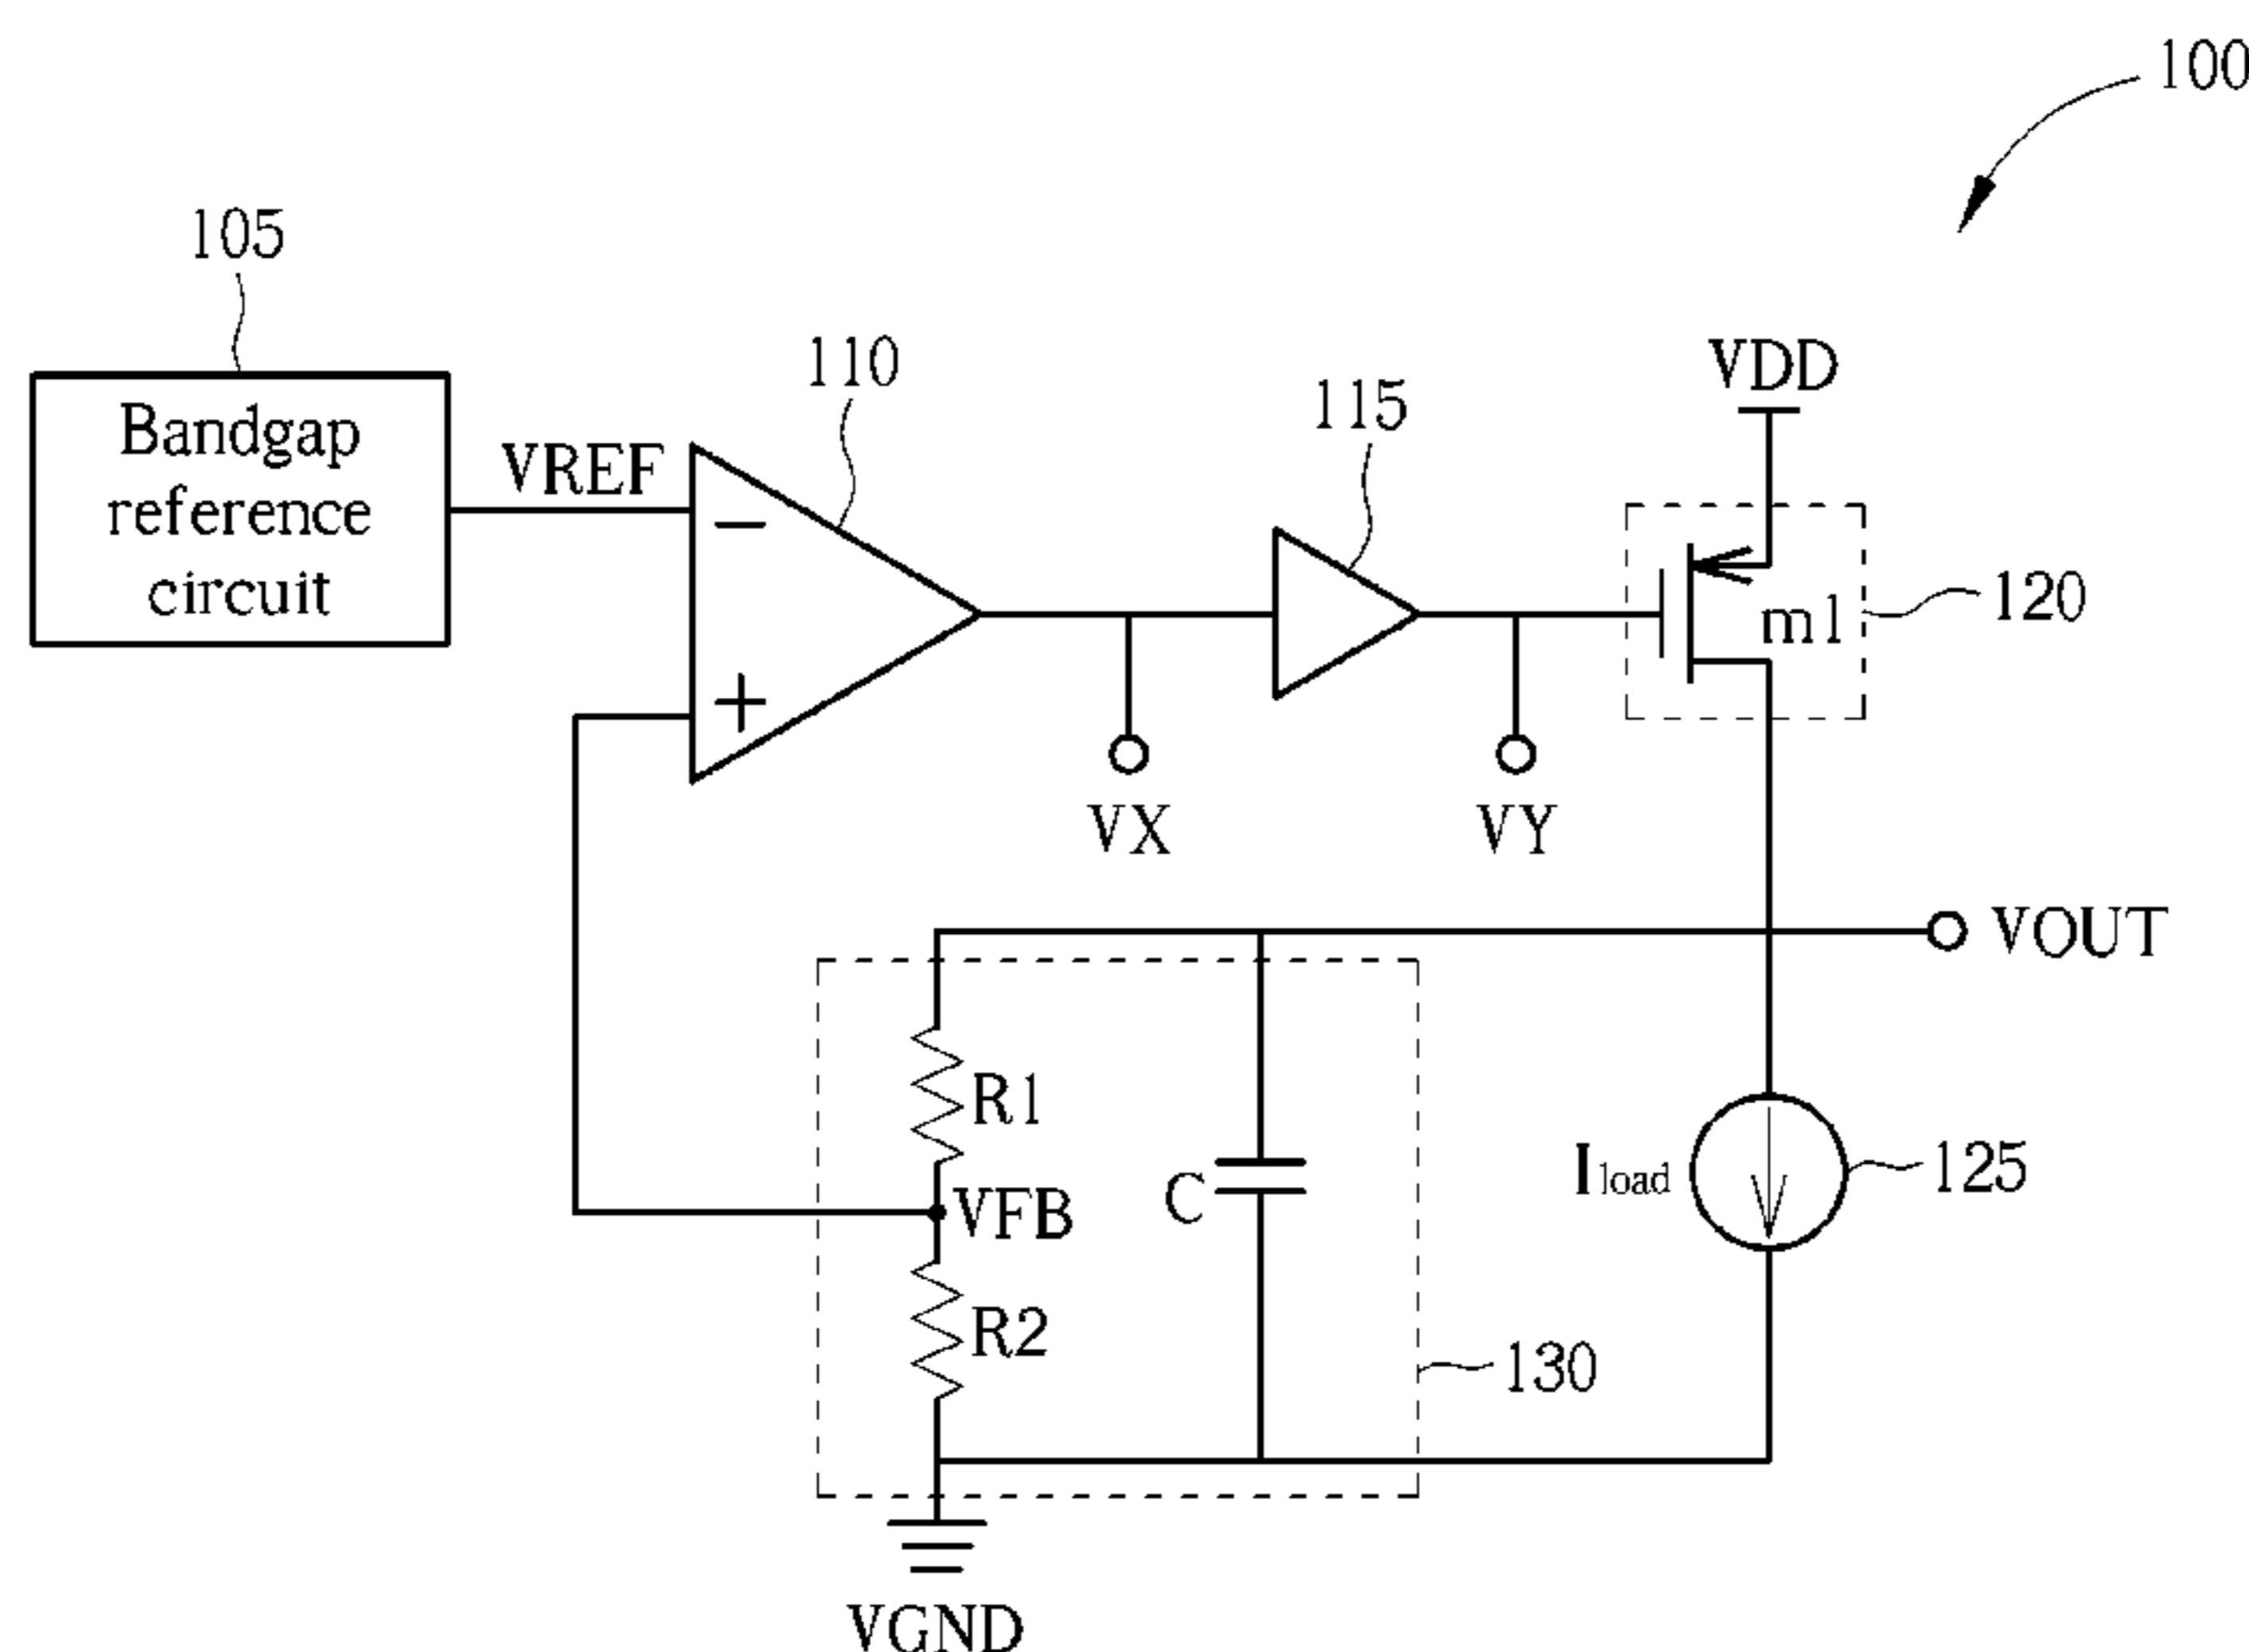 100
105
110
115
VDD
Bandgap
reference
circuit
VREF
−
+
m1
120
VX
VY
VOUT
R1
VFB
C
Iload
125
R2
130
VGND